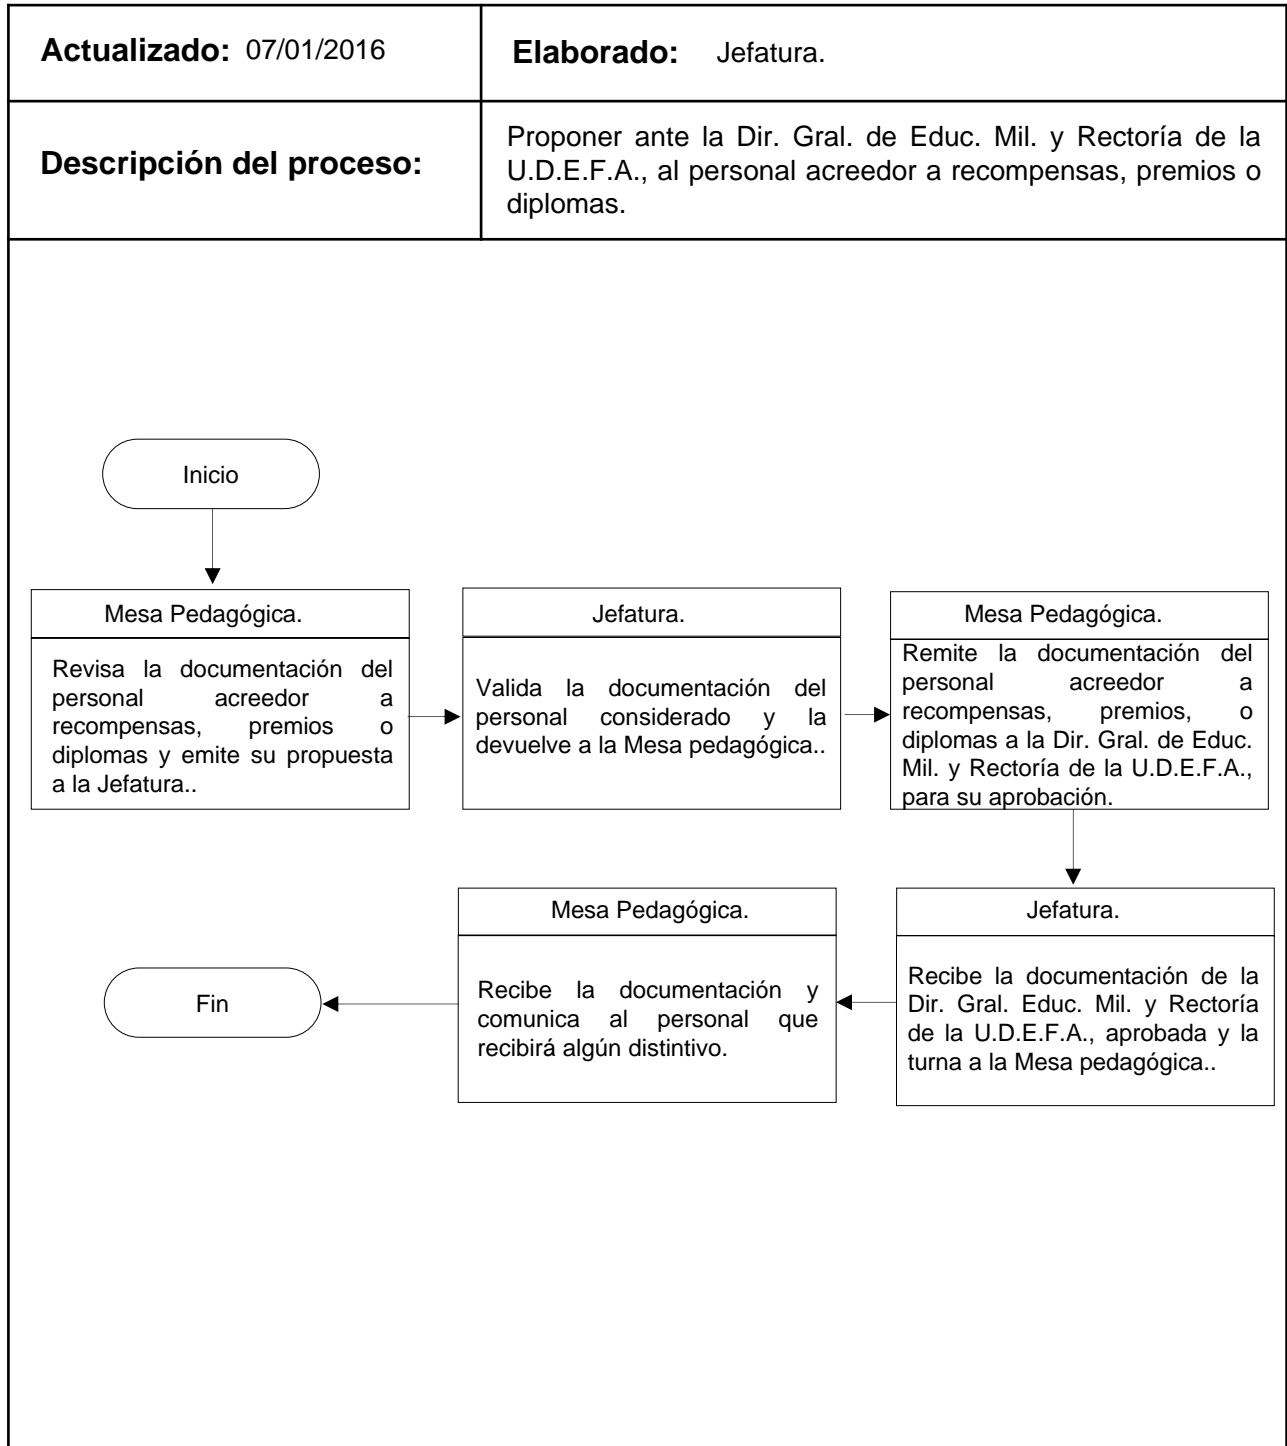 Actualizado: 07/01/2016
Elaborado: Jefatura.
Descripción del proceso:
Proponer ante la Dir. Gral. de Educ. Mil. y Rectoría de la
U.D.E.F.A., al personal acreedor a recompensas, premios o
diplomas.
Inicio
Mesa Pedagógica.
Revisa la documentación del
personal acreedor a
recompensas, premios o
diplomas y emite su propuesta
a la Jefatura..
Jefatura.
Valida la documentación del
personal considerado y la
devuelve a la Mesa pedagógica..
Mesa Pedagógica.
Remite la documentación del
personal acreedor a
recompensas, premios, o
diplomas a la Dir. Gral. de Educ.
Mil. y Rectoría de la U.D.E.F.A.,
para su aprobación.
Jefatura.
Recibe la documentación de la
Dir. Gral. Educ. Mil. y Rectoría
de la U.D.E.F.A., aprobada y la
turna a la Mesa pedagógica..
Mesa Pedagógica.
Recibe la documentación y
comunica al personal que
recibirá algún distintivo.
Fin